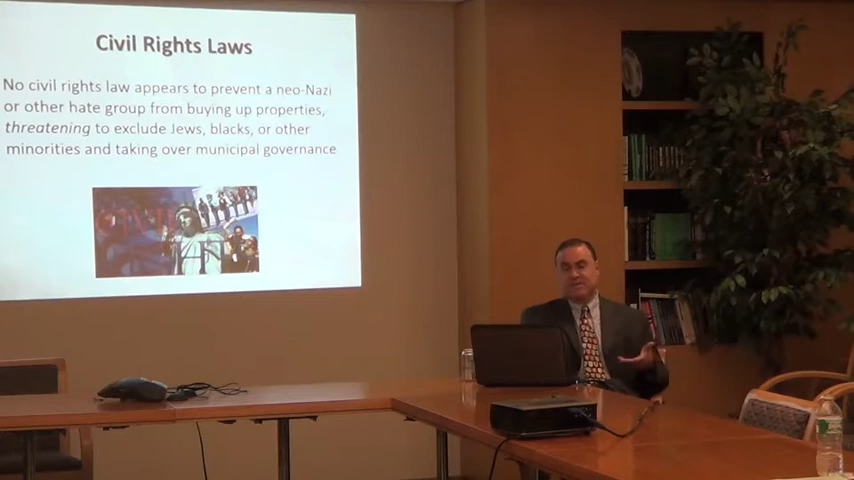 Civil Rights Laws
No civil rights law appears to prevent a neo-Nazi
or other hate group from buying up properties,
threatening to exclude Jews, blacks, or other
minorities and taking over municipal governance
CIVIL